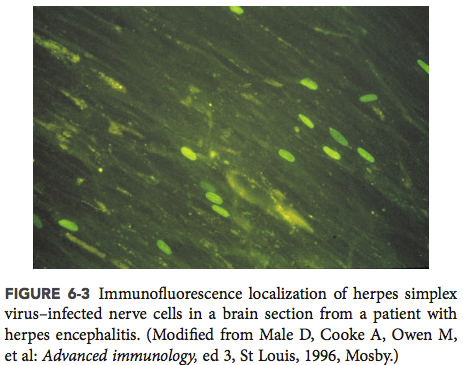 FIGURE 6-3 Immunofluorescence localization of herpes simplex
virus–infected nerve cells in a brain section from a patient with
herpes encephalitis. (Modified from Male D, Cooke A, Owen M,
et al: Advanced immunology, ed 3, St Louis, 1996, Mosby.)